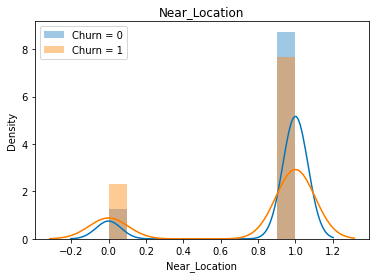 Near_Location
Churn = 0
Churn = 1
Density
8
6
4
2
0
−0.2
0.0
0.2
0.4
0.6
0.8
1.0
1.2
Near_Location